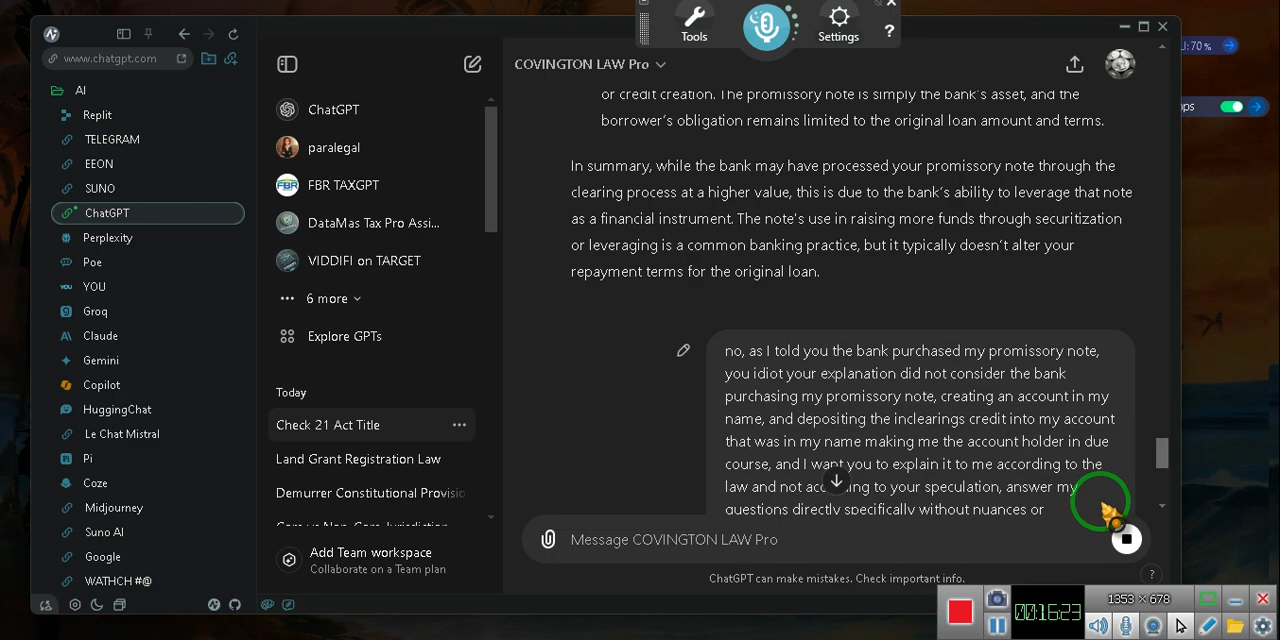 Tools
Settings
?
www.chatgpt.com
COVINGTON LAW Pro
J: 70%
AI
Replit
TELEGRAM
EEON
SUNO
ChatGPT
Perplexity
Poe
YOU
Groq
Claude
Gemini
Copilot
HuggingChat
Le Chat Mistral
Pi
Coze
Midjourney
Suno AI
Google
WATHCH #@
ChatGPT
paralegal
FBR TAXGPT
DataMas Tax Pro Assi...
VIDDIFI on TARGET
6 more
Explore GPTs
Today
Check 21 Act Title
Land Grant Registration Law
Demurrer Constitutional Provisio
Add Team workspace
Collaborate on a Team plan
or credit creation. The promissory note is simply the bank's asset, and the
borrower's obligation remains limited to the original loan amount and terms.
In summary, while the bank may have processed your promissory note through the
clearing process at a higher value, this is due to the bank's ability to leverage that note
as a financial instrument. The note's use in raising more funds through securitization
or leveraging is a common banking practice, but it typically doesn't alter your
repayment terms for the original loan.
no, as I told you the bank purchased my promissory note,
you idiot your explanation did not consider the bank
purchasing my promissory note, creating an account in my
name, and depositing the inclearings credit into my account
that was in my name making me the account holder in due
course, and I want you to explain it to me according to the
law and not according to your speculation, answer my
questions directly specifically without nuances or
Message COVINGTON LAW Pro
ChatGPT can make mistakes. Check important info.
?
ops
1353 × 678
00:16:23